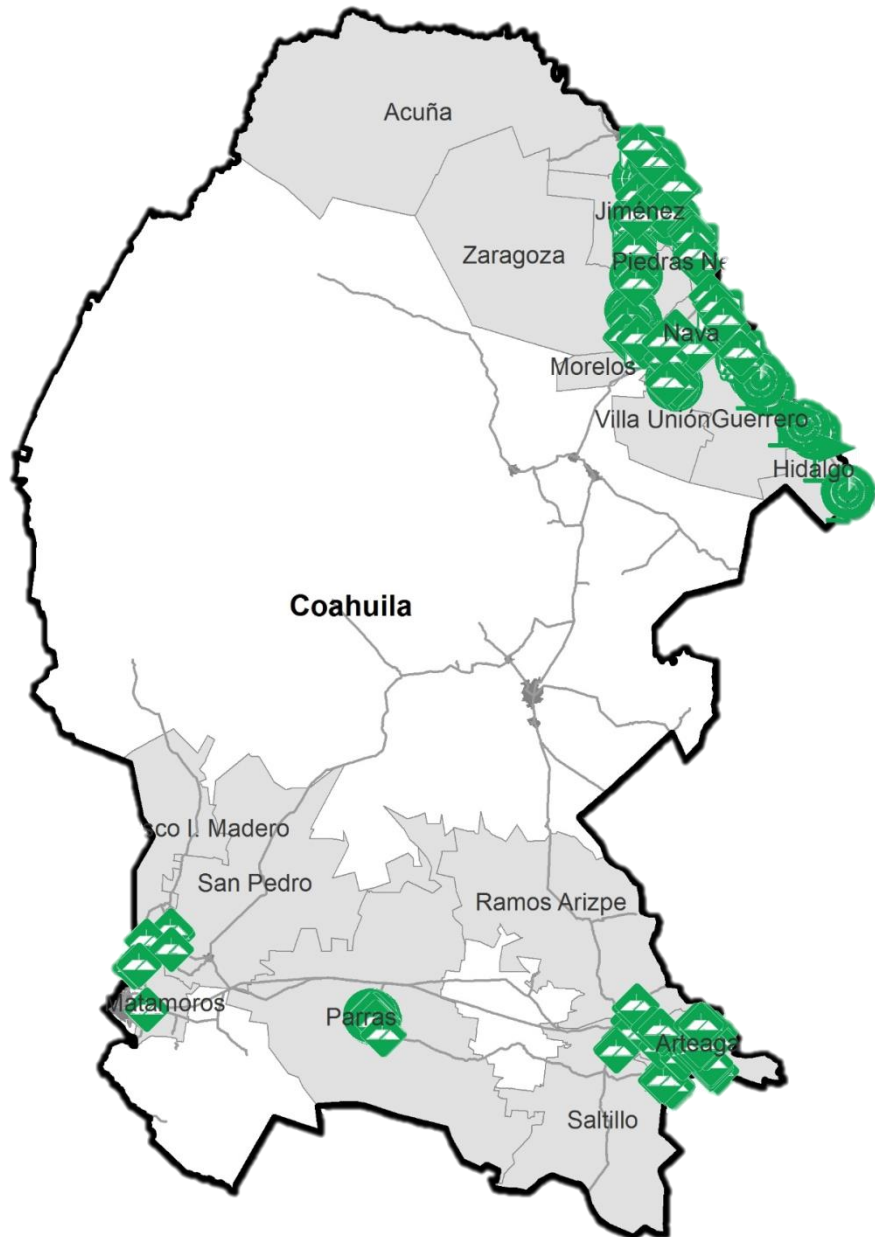 Acuña
Jiménez
Zaragoza
Piedras Ne
Nava
Morelos
Villa Unión
Guerrero
Hidalgo
Coahuila
sco I. Madero
San Pedro
Ramos Arizpe
Matamoros
Parras
Arteaga
Saltillo